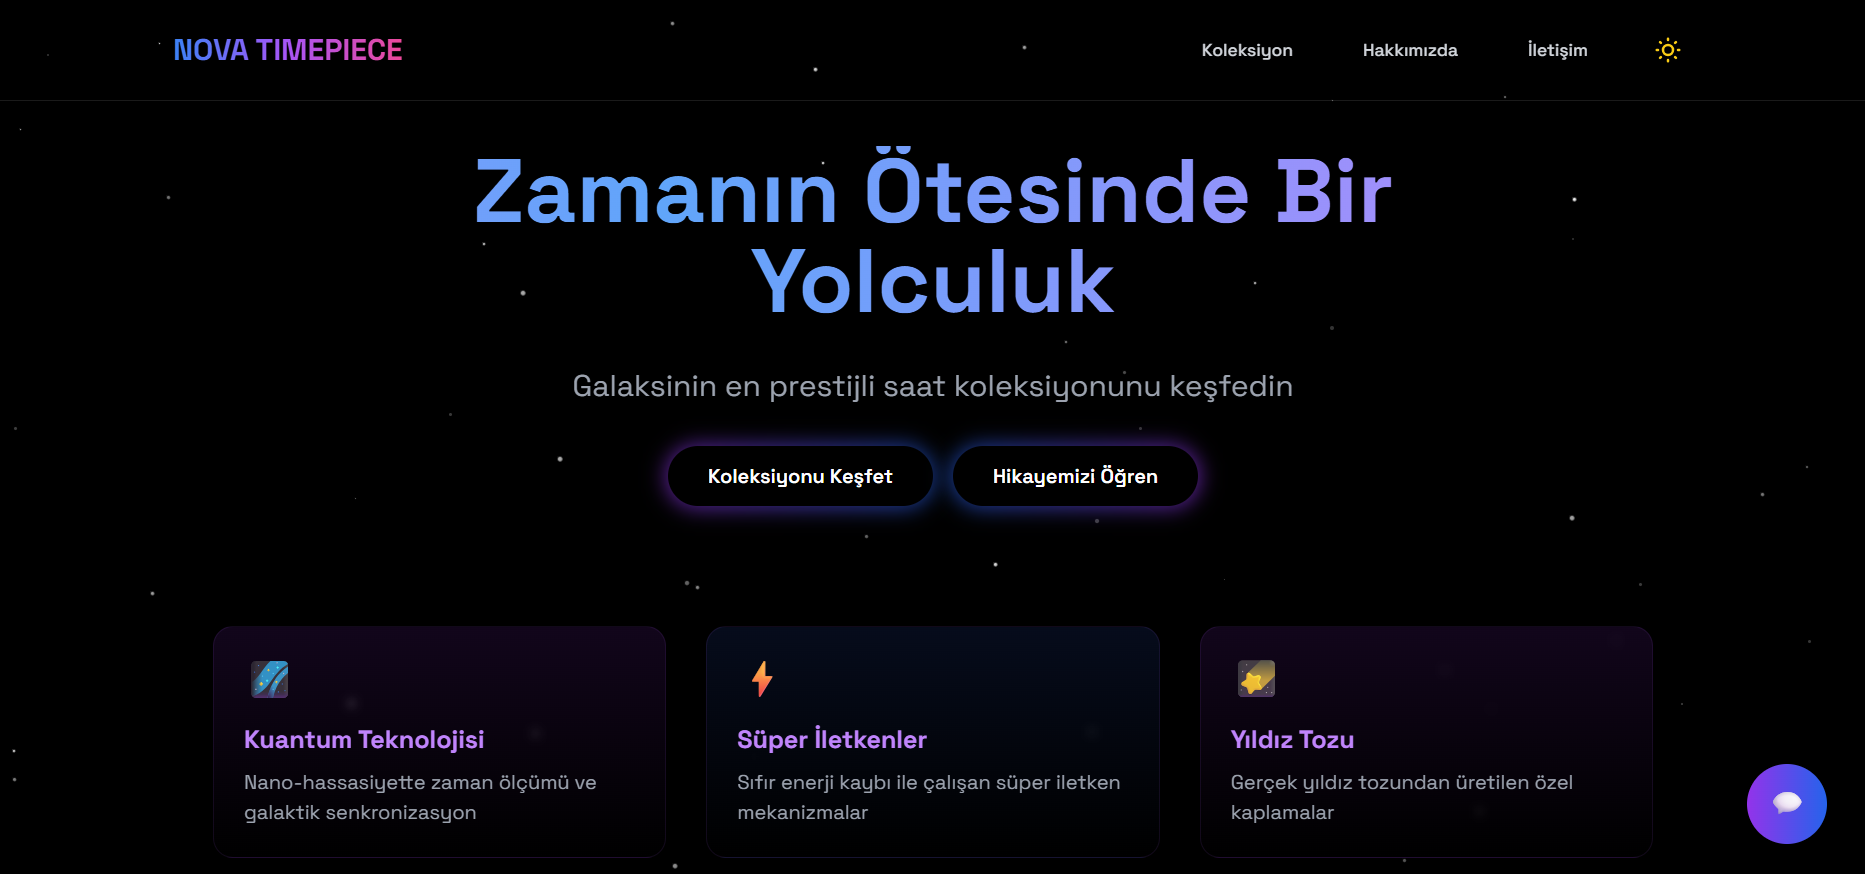 NOVA TIMEPIECE
Koleksiyon
Hakkımızda
İletişim
Zamanın Ötesinde Bir
Yolculuk
Galaksinin en prestijli saat koleksiyonunu keşfedin
Koleksiyonu Keşfet
Hikayemizi Öğren
Kuantum Teknolojisi
Nano-hassasiyette zaman ölçümü ve
galaktik senkronizasyon
Süper İletkenler
Sıfır enerji kaybı ile çalışan süper iletken
mekanizmalar
Yıldız Tozu
Gerçek yıldız tozundan üretilen özel
kaplamalar